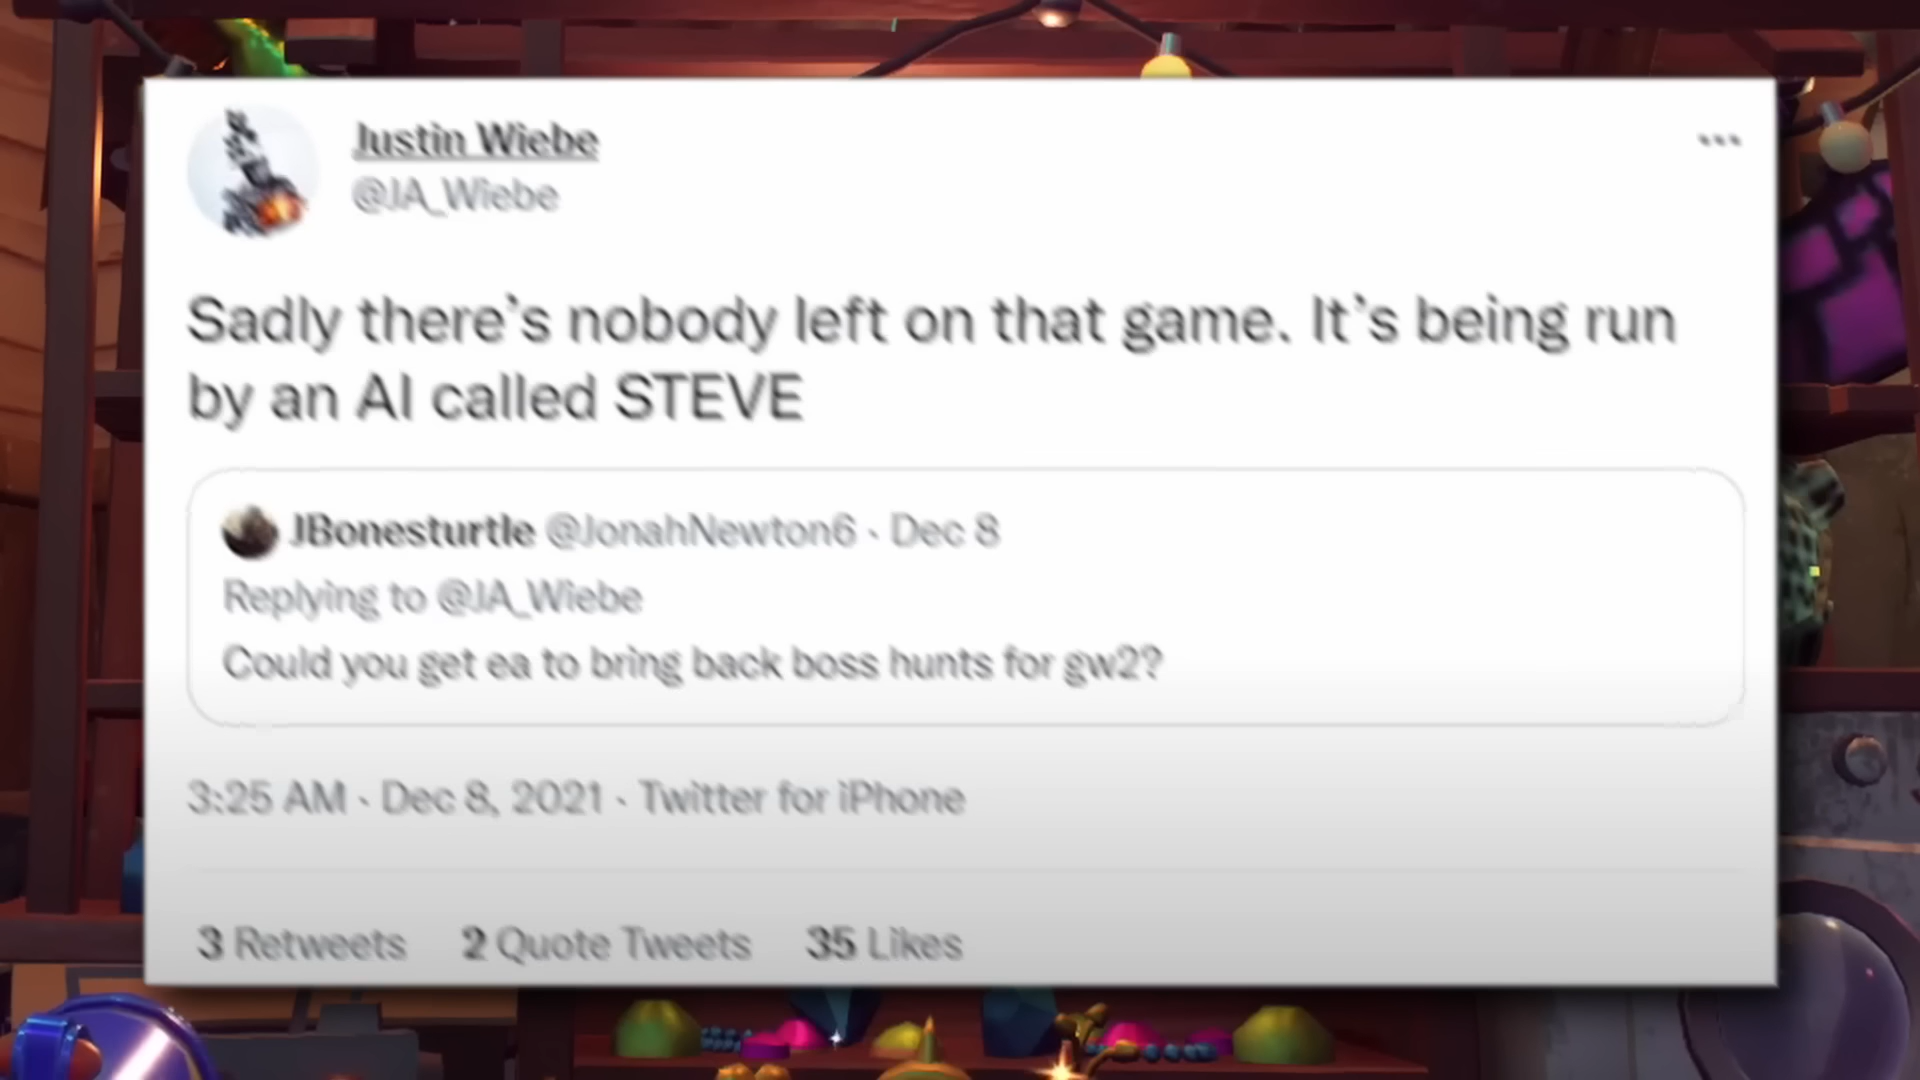 Justin Wiebe
@JA_Wiebe
Sadly there's nobody left on that game. It's being run
by an AI called STEVE
JBonesturtle @JonahNewton6 · Dec 8
Replying to @JA_Wiebe
Could you get ea to bring back boss hunts for gw2?
3:25 AM · Dec 8, 2021 · Twitter for iPhone
3 Retweets 2 Quote Tweets 35 Likes